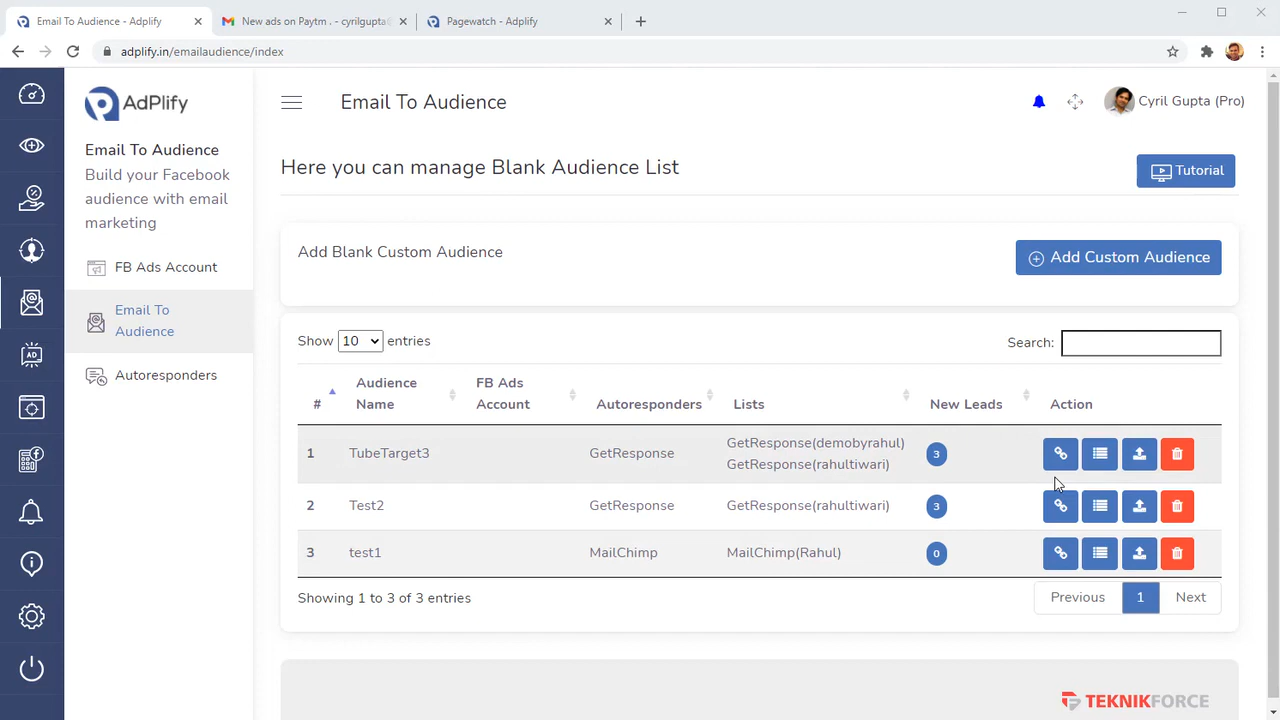 Email To Audience - Adplify
New ads on Paytm . - cyrilgupta@
Pagewatch - Adplify
adplify.in/emailaudience/index
AdPlify
Email To Audience
Cyril Gupta (Pro)
Email To Audience
Build your Facebook
audience with email
marketing
FB Ads Account
Email To
Audience
Autoresponders
Here you can manage Blank Audience List
Tutorial
Add Blank Custom Audience
Add Custom Audience
Show 10 entries
Search:
# Audience Name FB Ads Account Autoresponders Lists New Leads Action
1 TubeTarget3 GetResponse GetResponse(demobyrahul) 3
GetResponse(rahultiwari)
2 Test2 GetResponse GetResponse(rahultiwari) 3
3 test1 MailChimp MailChimp(Rahul) 0
Showing 1 to 3 of 3 entries
Previous 1 Next
AD
TEKNIKFORCE